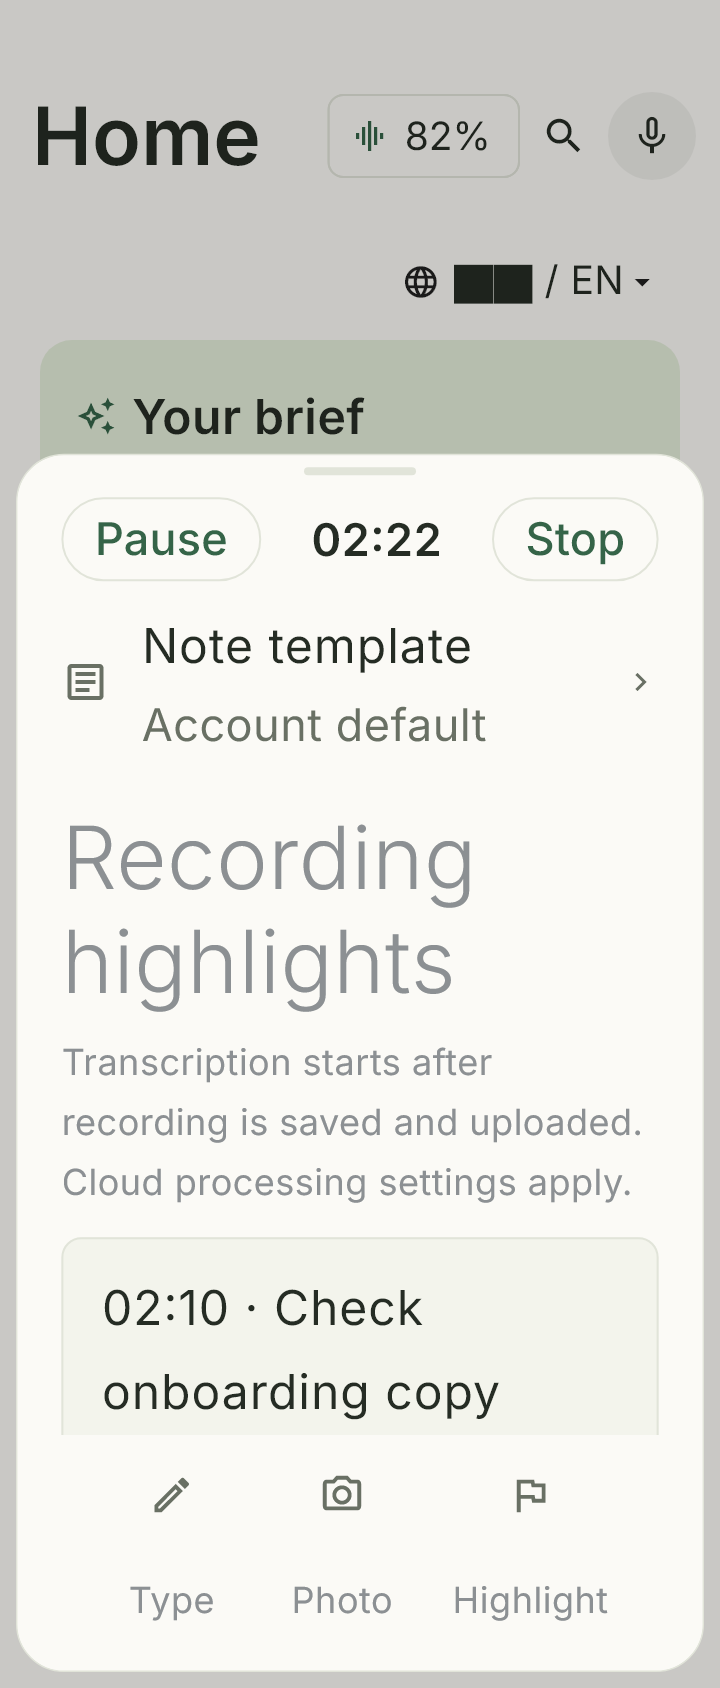 Home
82%
/ EN
Your brief
Pause
02:22
Stop
Note template
Account default
Recording
highlights
Transcription starts after
recording is saved and uploaded.
Cloud processing settings apply.
02:10 · Check
onboarding copy
Type
Photo
Highlight